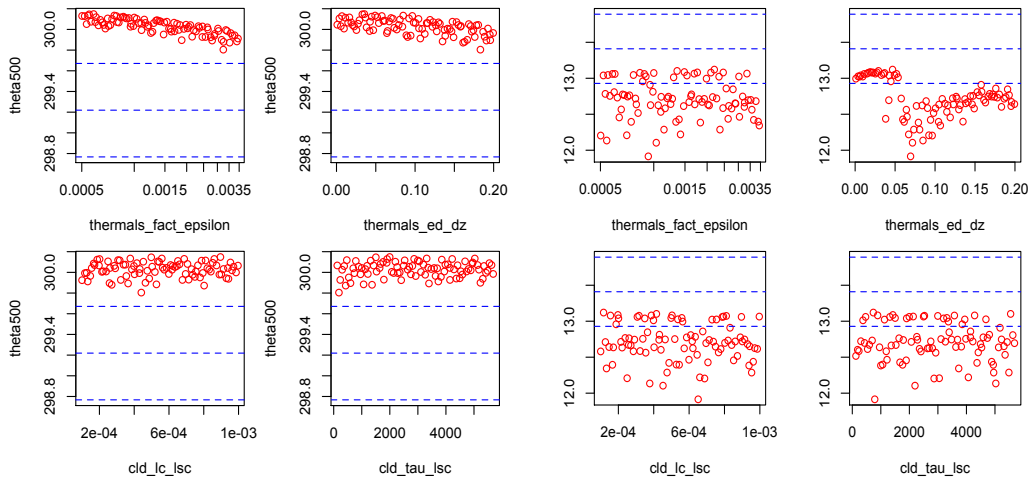 theta500
298.8 299.4 300.0
0.0005 0.0015 0.0035
thermals_fact_epsilon
theta500
298.8 299.4 300.0
0.00 0.05 0.10 0.20
thermals_ed_dz
12.0 13.0
0.0005 0.0015 0.0035
thermals_fact_epsilon
12.0 13.0
0.00 0.05 0.10 0.15 0.20
thermals_ed_dz
theta500
298.8 299.4 300.0
2e-04 6e-04 1e-03
cld_lc_lsc
theta500
298.8 299.4 300.0
0 2000 4000
cld_tau_lsc
12.0 13.0
2e-04 6e-04 1e-03
cld_lc_lsc
12.0 13.0
0 2000 4000
cld_tau_lsc